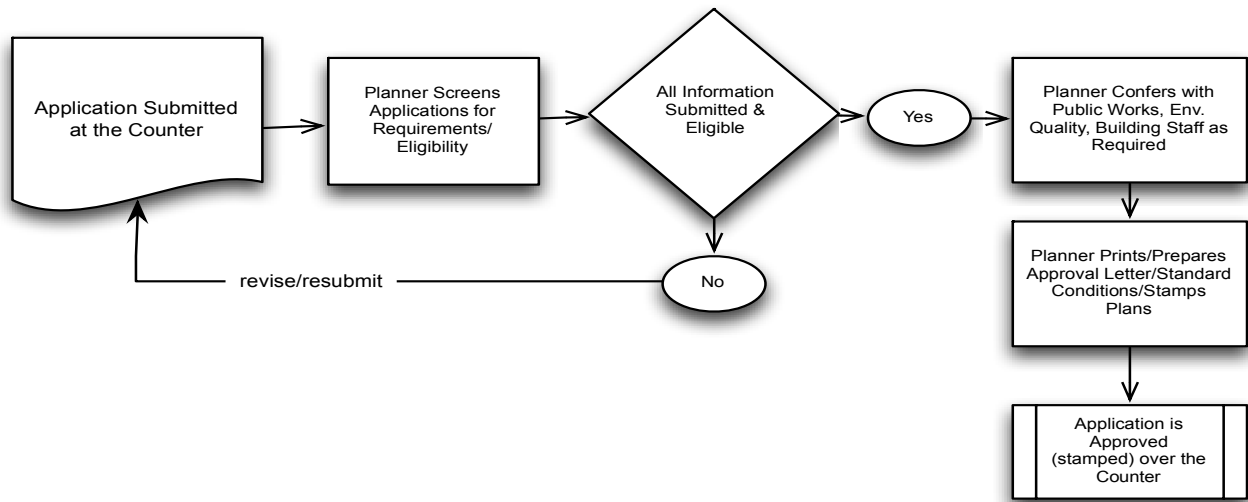 Application Submitted
at the Counter
Planner Screens
Applications for
Requirements/
Eligibility
All Information
Submitted &
Eligible
Yes
Planner Confers with
Public Works, Env.
Quality, Building Staff as
Required
No
revise/resubmit
Planner Prints/Prepares
Approval Letter/Standard
Conditions/Stamps
Plans
Application is
Approved
(stamped) over the
Counter